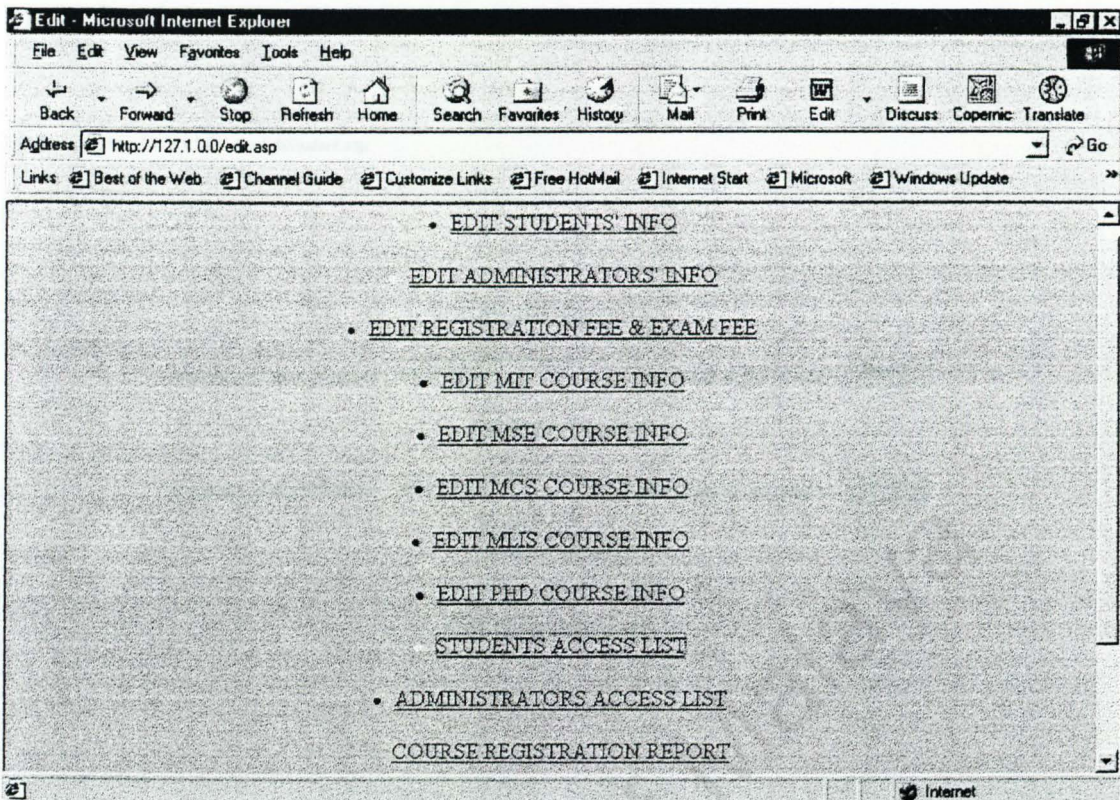 Edit - Microsoft Internet Explorer
File Edit View Favorites Tools Help
Back Forward Stop Refresh Home Search Favorites History Mail Print Edit Discuss Copernic Translate
Address http://127.1.0.0/edit.asp Go
Links Best of the Web Channel Guide Customize Links Free HotMail Internet Start Microsoft Windows Update »
• EDIT STUDENTS' INFO
EDIT ADMINISTRATORS' INFO
• EDIT REGISTRATION FEE & EXAM FEE
• EDIT MIT COURSE INFO
• EDIT MSE COURSE INFO
• EDIT MCS COURSE INFO
• EDIT MLIS COURSE INFO
• EDIT PHD COURSE INFO
STUDENTS ACCESS LIST
• ADMINISTRATORS ACCESS LIST
COURSE REGISTRATION REPORT
Internet